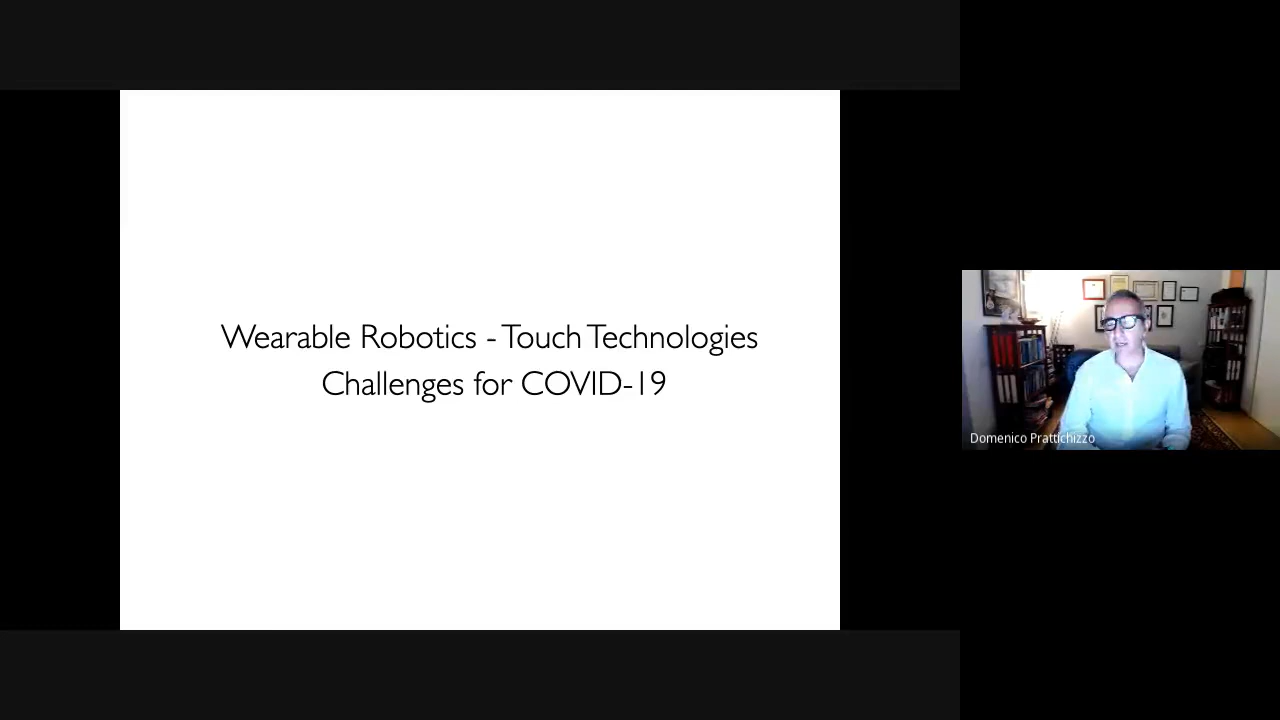 Wearable Robotics - Touch Technologies
Challenges for COVID-19
Domenico Prattichizzo